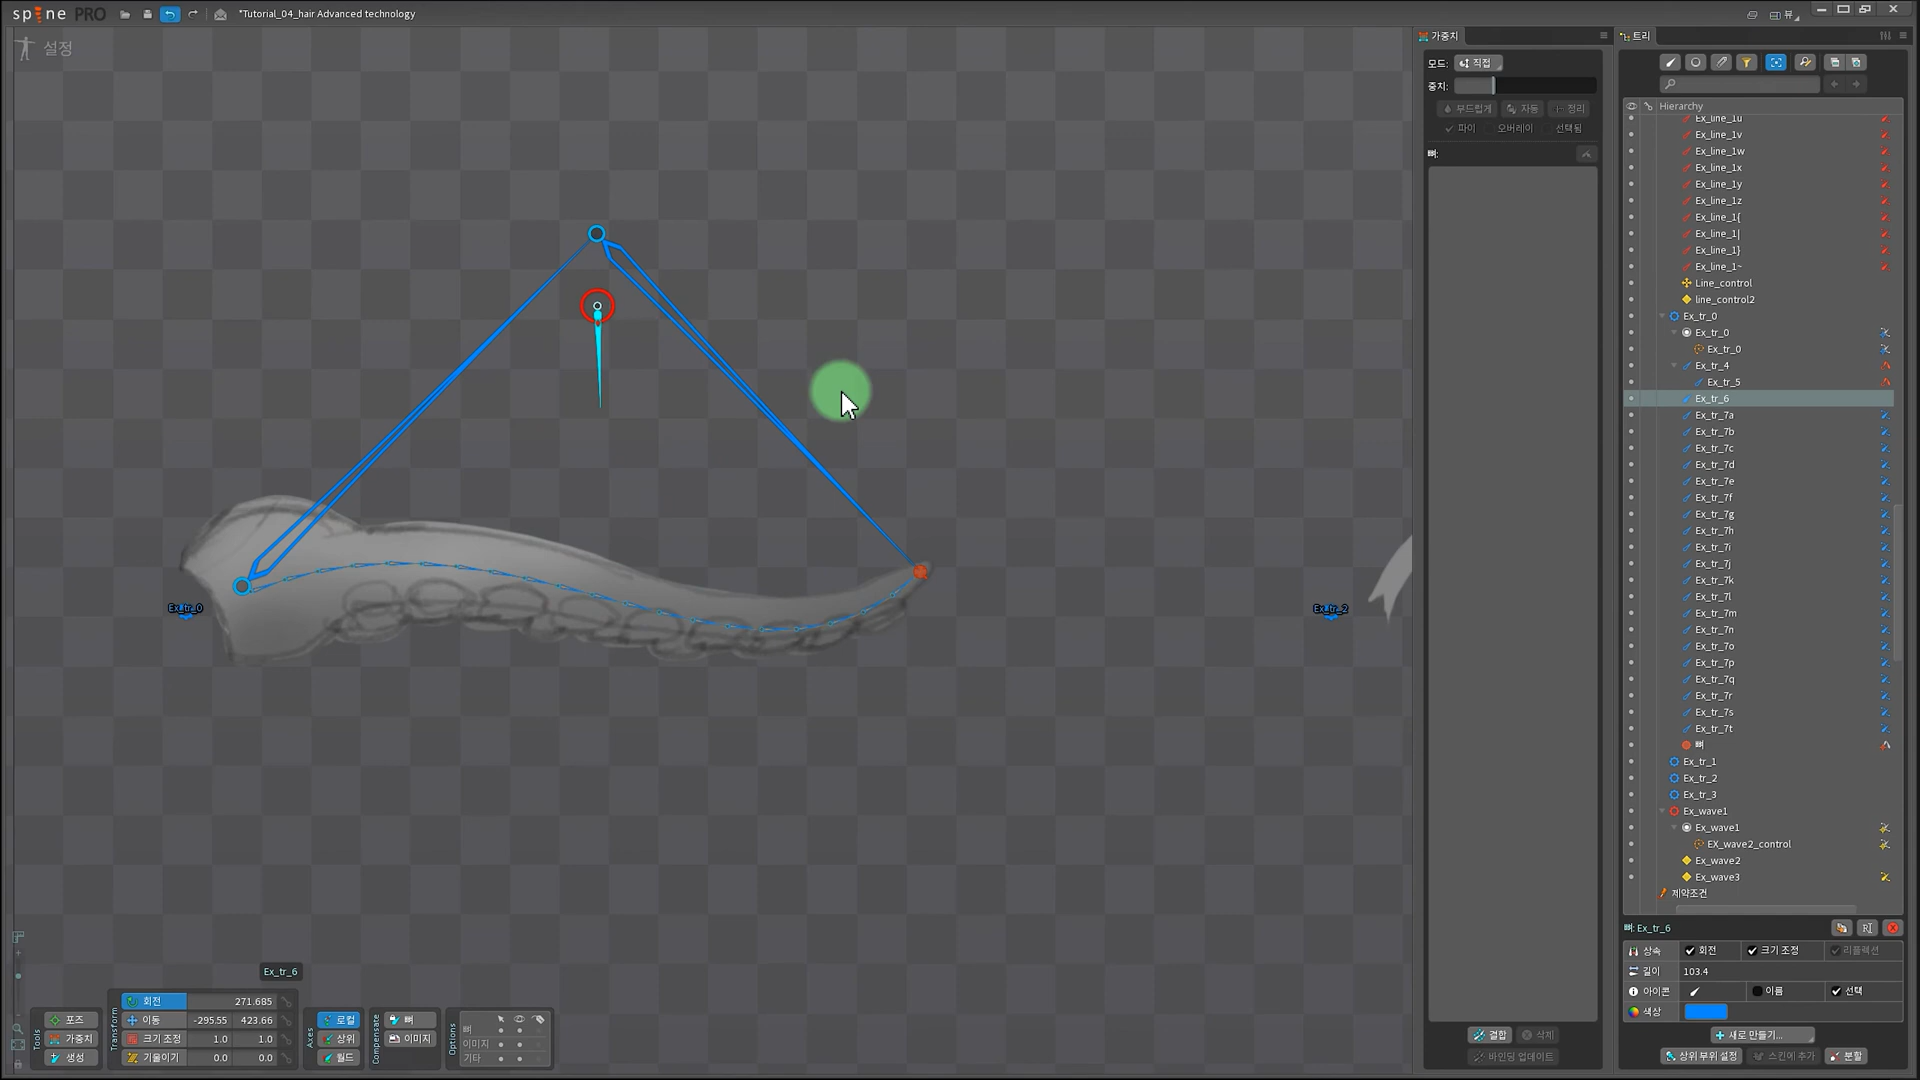 spine PRO *Tutorial_04_hair Advanced technology 뷰
설정
Ex_tr_0
Ex_tr_2
Ex_tr_6
Tools
포즈
가중치
생성
Transform
회전 271.685
이동 -295.55 423.66
크기 조정 1.0 1.0
기울이기 0.0 0.0
Axes
로컬
상위
월드
Compensate
뼈
이미지
Options
뼈
이미지
기타
가중치
모드: 직접
중치:
부드럽게 자동 정리
파이 오버레이 선택됨
뼈:
결합 삭제
바인딩 업데이트
트리
Hierarchy
Ex_line_1u
Ex_line_1v
Ex_line_1w
Ex_line_1x
Ex_line_1y
Ex_line_1z
Ex_line_1{
Ex_line_1|
Ex_line_1}
Ex_line_1~
Line_control
line_control2
Ex_tr_0
Ex_tr_0
Ex_tr_0
Ex_tr_4
Ex_tr_5
Ex_tr_6
Ex_tr_7a
Ex_tr_7b
Ex_tr_7c
Ex_tr_7d
Ex_tr_7e
Ex_tr_7f
Ex_tr_7g
Ex_tr_7h
Ex_tr_7i
Ex_tr_7j
Ex_tr_7k
Ex_tr_7l
Ex_tr_7m
Ex_tr_7n
Ex_tr_7o
Ex_tr_7p
Ex_tr_7q
Ex_tr_7r
Ex_tr_7s
Ex_tr_7t
뼈
Ex_tr_1
Ex_tr_2
Ex_tr_3
Ex_wave1
Ex_wave1
EX_wave2_control
Ex_wave2
Ex_wave3
제약조건
뼈: Ex_tr_6
상속 회전 크기 조정 리플렉션
길이 103.4
아이콘 이름 선택
색상
새로 만들기...
상위 부위 설정 스킨에 추가 분할